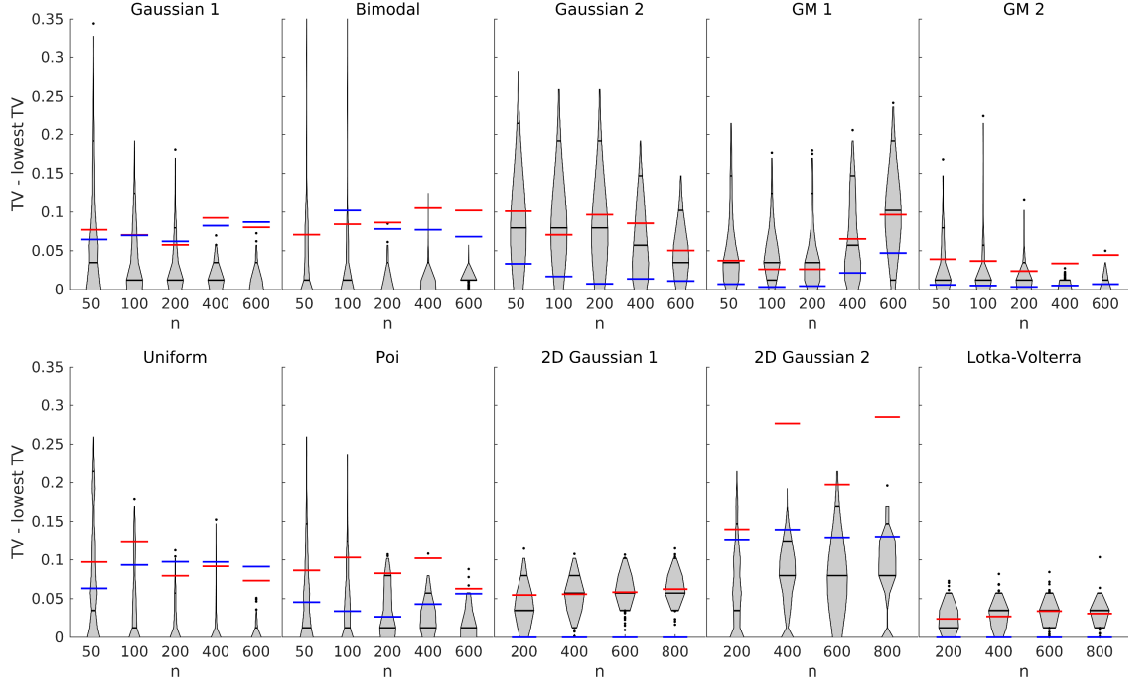 Gaussian 1 Bimodal Gaussian 2 GM 1 GM 2
0.35
0.3
0.25
0.2
0.15
0.1
0.05
0
TV - lowest TV
50 100 200 400 600 50 100 200 400 600 50 100 200 400 600 50 100 200 400 600 50 100 200 400 600
n n n n n
Uniform Poi 2D Gaussian 1 2D Gaussian 2 Lotka-Volterra
0.35
0.3
0.25
0.2
0.15
0.1
0.05
0
TV - lowest TV
50 100 200 400 600 50 100 200 400 600 200 400 600 800 200 400 600 800 200 400 600 800
n n n n n